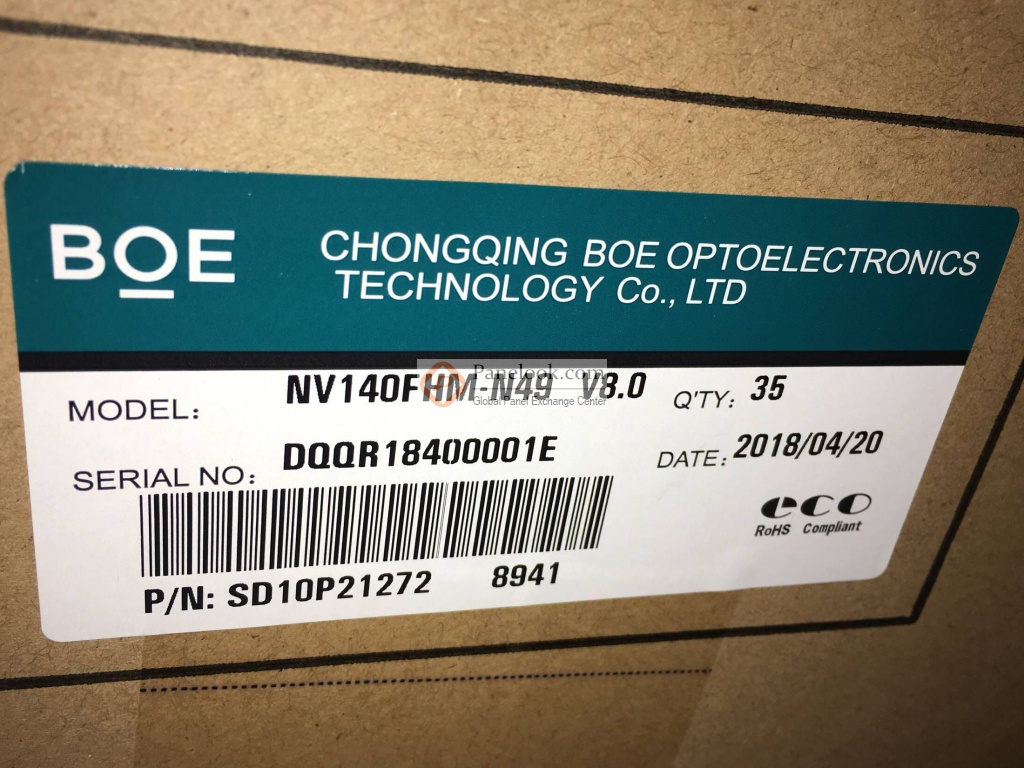 BOE
CHONGQING BOE OPTOELECTRONICS
TECHNOLOGY Co., LTD
Panelook.com
Global Panel Exchange Center
MODEL: NV140FHM-N49 V8.0 Q'TY: 35
SERIAL NO: DQQR18400001E DATE: 2018/04/20
eco
RoHS Compliant
P/N: SD10P21272 8941